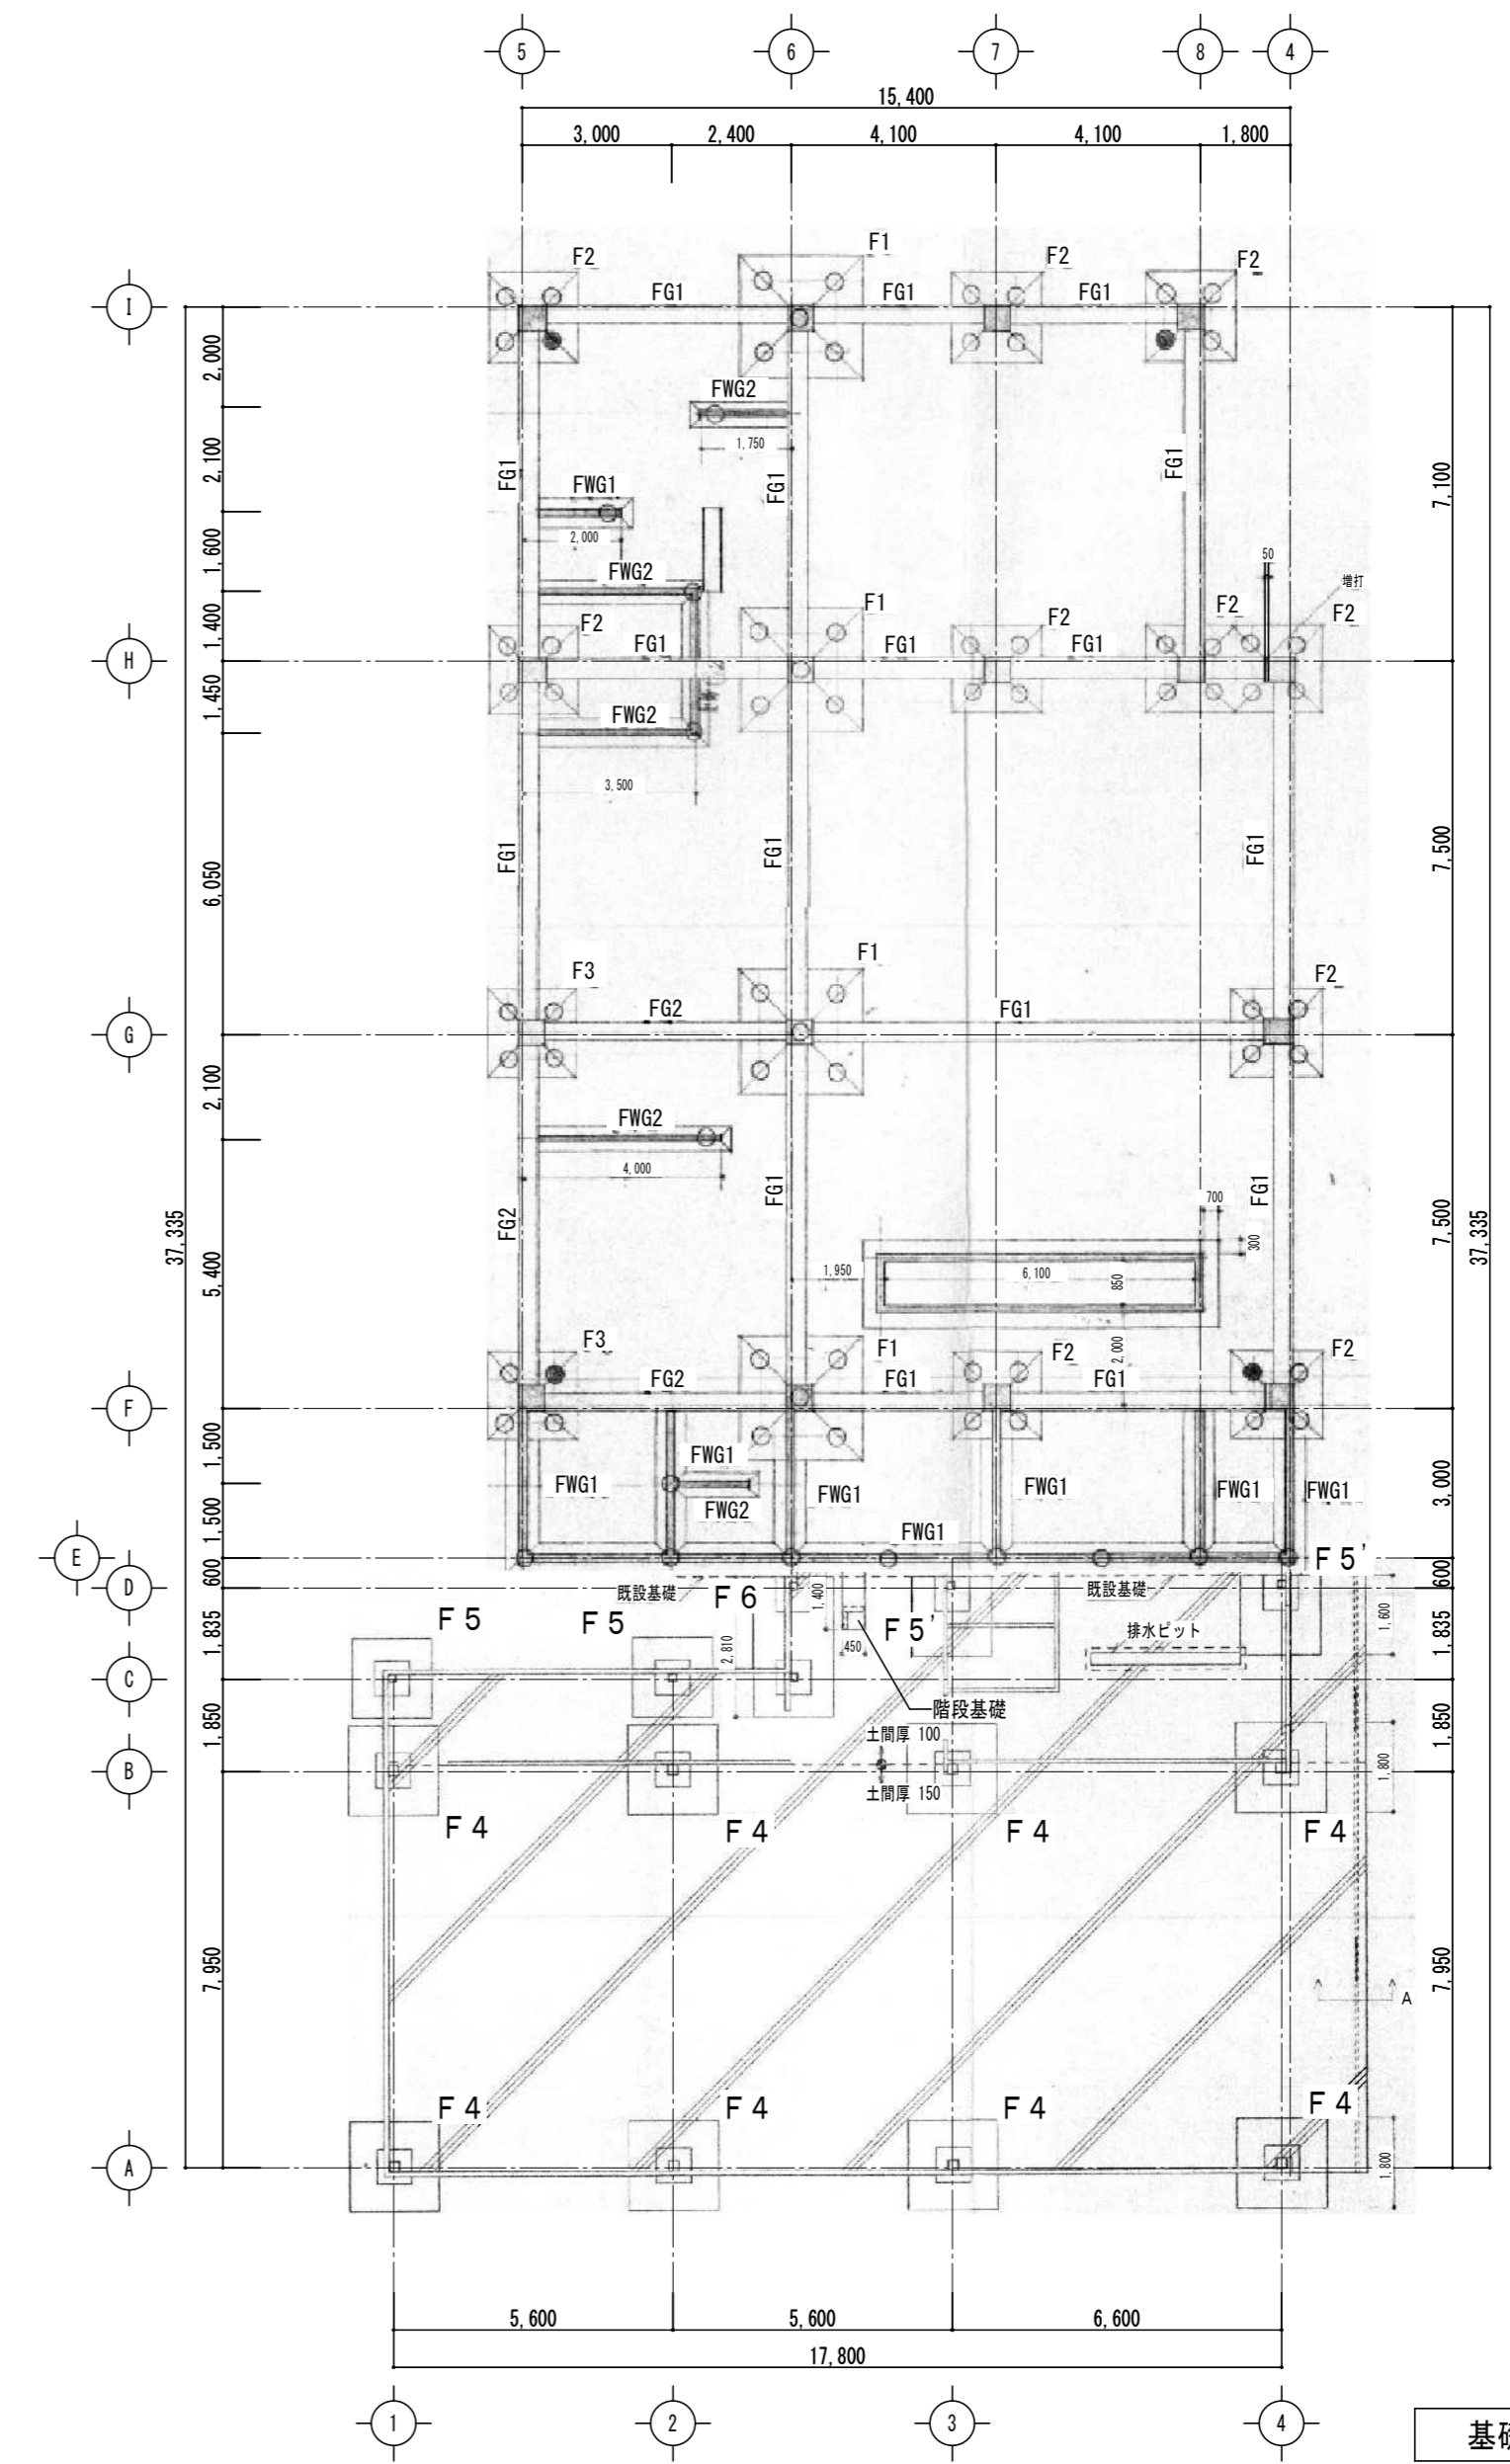 5 6 7 8 4
15,400
3,000 2,400 4,100 4,100 1,800
F2 F1 F2 F2
I FG1 FG1 FG1
2,000
FWG2
1,750
2,100 FG1 FG1 FG1 7,100
FWG1
2,000
1,600
50
FWG2 増打
1,400
F2 F1 F2 F2 F2
H FG1 FG1 FG1
1,450
FWG2
3,500
FG1 FG1 FG1 7,500
6,050
F3 F1 F2
G FG2 FG1
2,100
FWG2
4,000
FG2 FG1 FG1 700
37,335 7,500 37,335
300
5,400 1,950 6,100 850
F3 F1 F2 2,000 F2
FG2 FG1 FG1
F
1,500 FWG1
FWG1 FWG1 FWG1 FWG1 FWG1 3,000
FWG2
1,500 FWG1
E F5'
600 600
D 既設基礎 F6 1,400 既設基礎
F5 F5 F5' 排水ピット 1,600
1,835 2,810 450 1,835
C
階段基礎
1,850 土間厚 100 1,850
B 1,800
土間厚 150
F4 F4 F4 F4
7,950 7,950
A
F4 F4 F4 F4
A 1,800
5,600 5,600 6,600
17,800
1 2 3 4
基